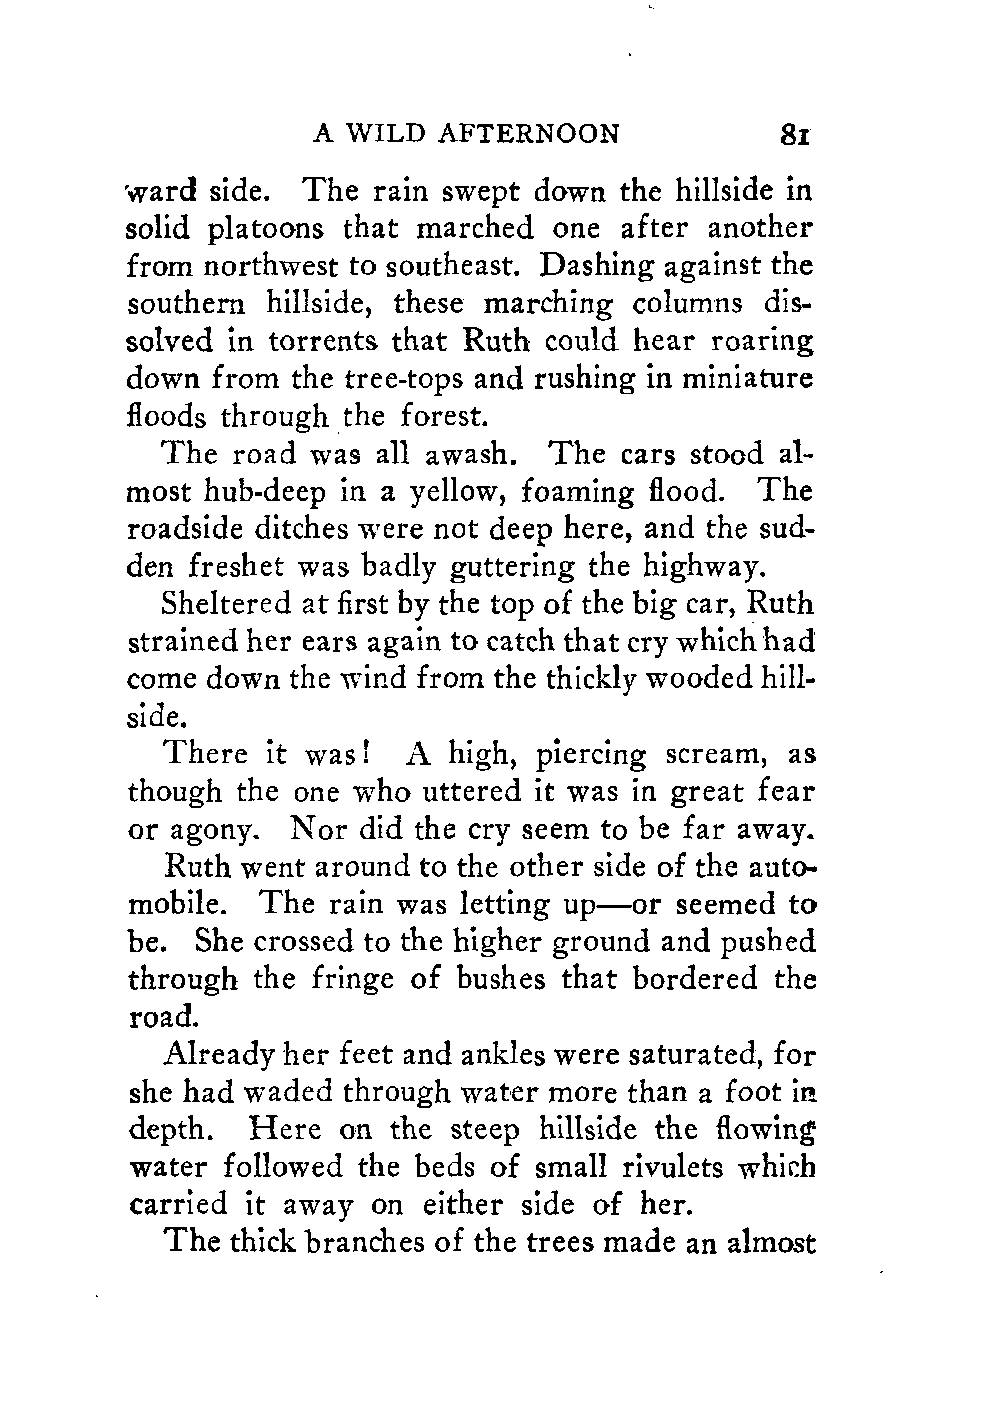 A WILD AFTERNOON 81
ward side. The rain swept down the hillside in
solid platoons that marched one after another
from northwest to southeast. Dashing against the
southern hillside, these marching columns dis-
solved in torrents that Ruth could hear roaring
down from the tree-tops and rushing in miniature
floods through the forest.
The road was all awash. The cars stood al-
most hub-deep in a yellow, foaming flood. The
roadside ditches were not deep here, and the sud-
den freshet was badly guttering the highway.
Sheltered at first by the top of the big car, Ruth
strained her ears again to catch that cry which had
come down the wind from the thickly wooded hill-
side.
There it was! A high, piercing scream, as
though the one who uttered it was in great fear
or agony. Nor did the cry seem to be far away.
Ruth went around to the other side of the auto-
mobile. The rain was letting up—or seemed to
be. She crossed to the higher ground and pushed
through the fringe of bushes that bordered the
road.
Already her feet and ankles were saturated, for
she had waded through water more than a foot in
depth. Here on the steep hillside the flowing
water followed the beds of small rivulets which
carried it away on either side of her.
The thick branches of the trees made an almost